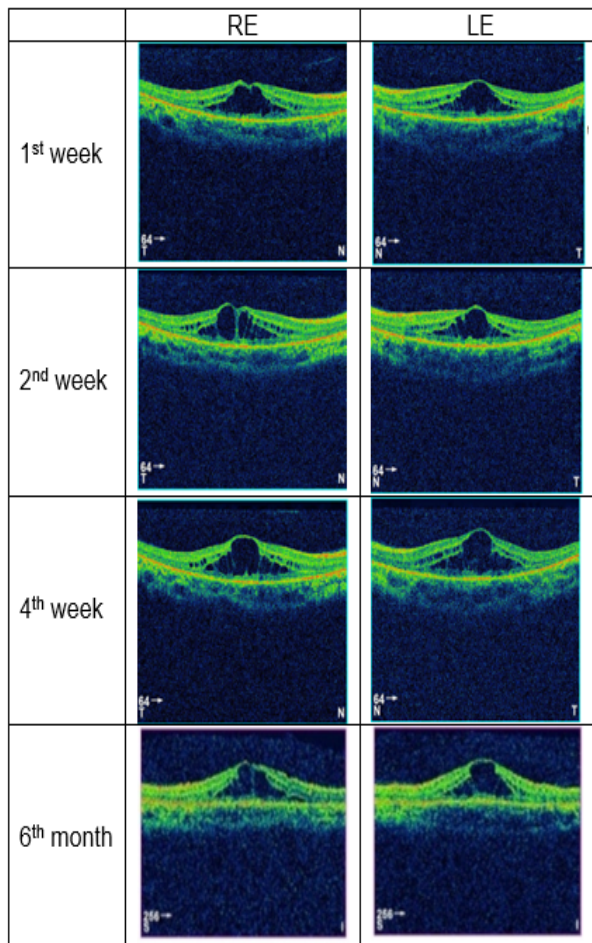 RE LE
1st week
64→
T N
64→
N T
2nd week
64→
T N
64→
N T
4th week
64→
T N
64→
N T
6th month
256→
S I
256→
S I